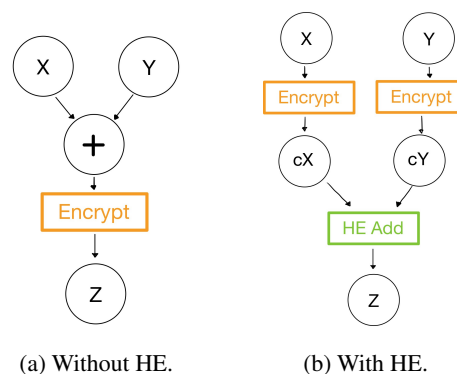 X Y
+
Encrypt
Z
(a) Without HE.
X Y
Encrypt Encrypt
cX cY
HE Add
Z
(b) With HE.